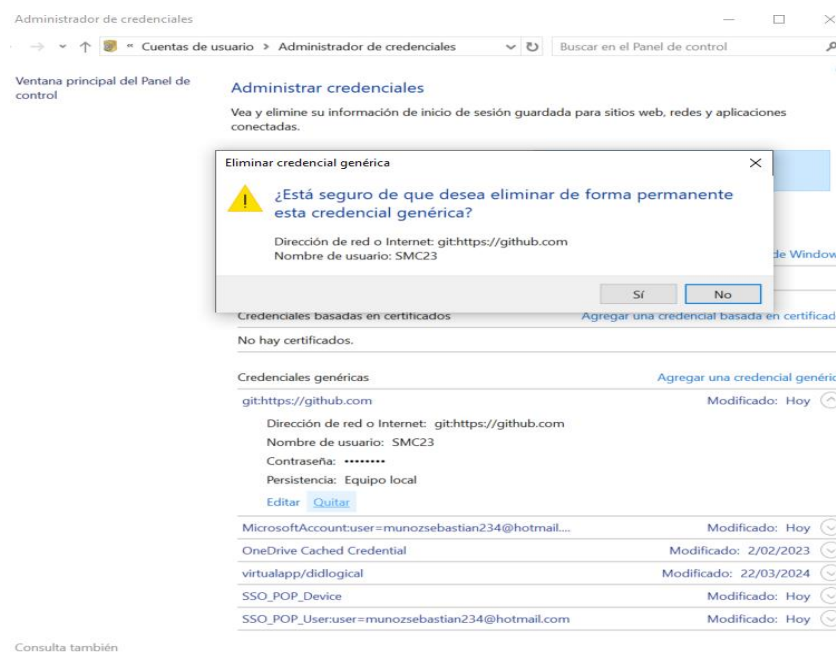 Administrador de credenciales
« Cuentas de usuario > Administrador de credenciales
Buscar en el Panel de control
Ventana principal del Panel de
control
Administrar credenciales
Vea y elimine su información de inicio de sesión guardada para sitios web, redes y aplicaciones
conectadas.
Eliminar credencial genérica
¿Está seguro de que desea eliminar de forma permanente
esta credencial genérica?
Dirección de red o Internet: git:https://github.com
Nombre de usuario: SMC23
de Window
Sí No
Credenciales basadas en certificados Agregar una credencial basada en certificad
No hay certificados.
Credenciales genéricas Agregar una credencial genéric
git:https://github.com Modificado: Hoy
Dirección de red o Internet: git:https://github.com
Nombre de usuario: SMC23
Contraseña: ••••••••
Persistencia: Equipo local
Editar Quitar
MicrosoftAccount:user=munozsebastian234@hotmail.... Modificado: Hoy
OneDrive Cached Credential Modificado: 2/02/2023
virtualapp/didlogical Modificado: 22/03/2024
SSO_POP_Device Modificado: Hoy
SSO_POP_User:user=munozsebastian234@hotmail.com Modificado: Hoy
Consulta también